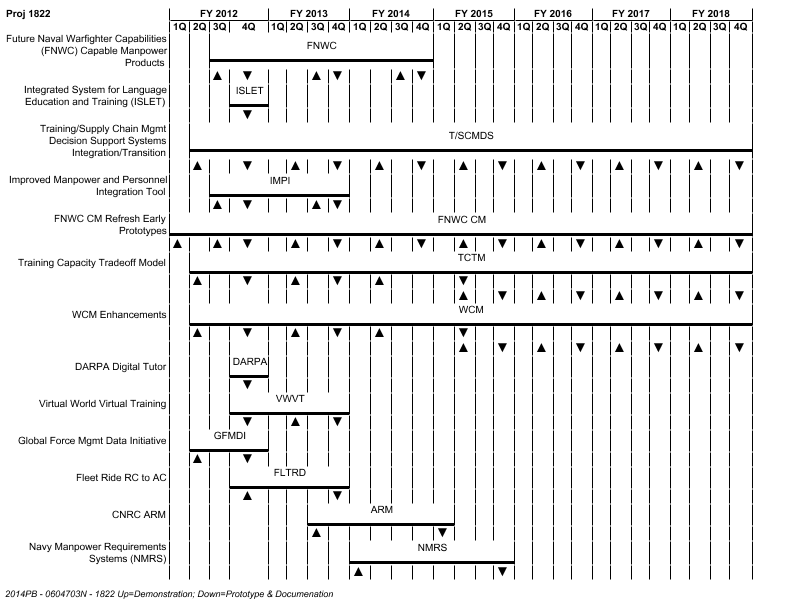 Proj 1822
FY 2012 FY 2013 FY 2014 FY 2015 FY 2016 FY 2017 FY 2018
1Q 2Q 3Q 4Q 1Q 2Q 3Q 4Q 1Q 2Q 3Q 4Q 1Q 2Q 3Q 4Q 1Q 2Q 3Q 4Q 1Q 2Q 3Q 4Q 1Q 2Q 3Q 4Q
Future Naval Warfighter Capabilities
(FNWC) Capable Manpower
Products
FNWC
Integrated System for Language
Education and Training (ISLET)
ISLET
Training/Supply Chain Mgmt
Decision Support Systems
Integration/Transition
T/SCMDS
Improved Manpower and Personnel
Integration Tool
IMPI
FNWC CM Refresh Early
Prototypes
FNWC CM
Training Capacity Tradeoff Model
TCTM
WCM Enhancements
WCM
DARPA Digital Tutor
DARPA
Virtual World Virtual Training
VWVT
Global Force Mgmt Data Initiative
GFMDI
Fleet Ride RC to AC
FLTRD
CNRC ARM
ARM
Navy Manpower Requirements
Systems (NMRS)
NMRS
2014PB - 0604703N - 1822 Up=Demonstration; Down=Prototype & Documenation